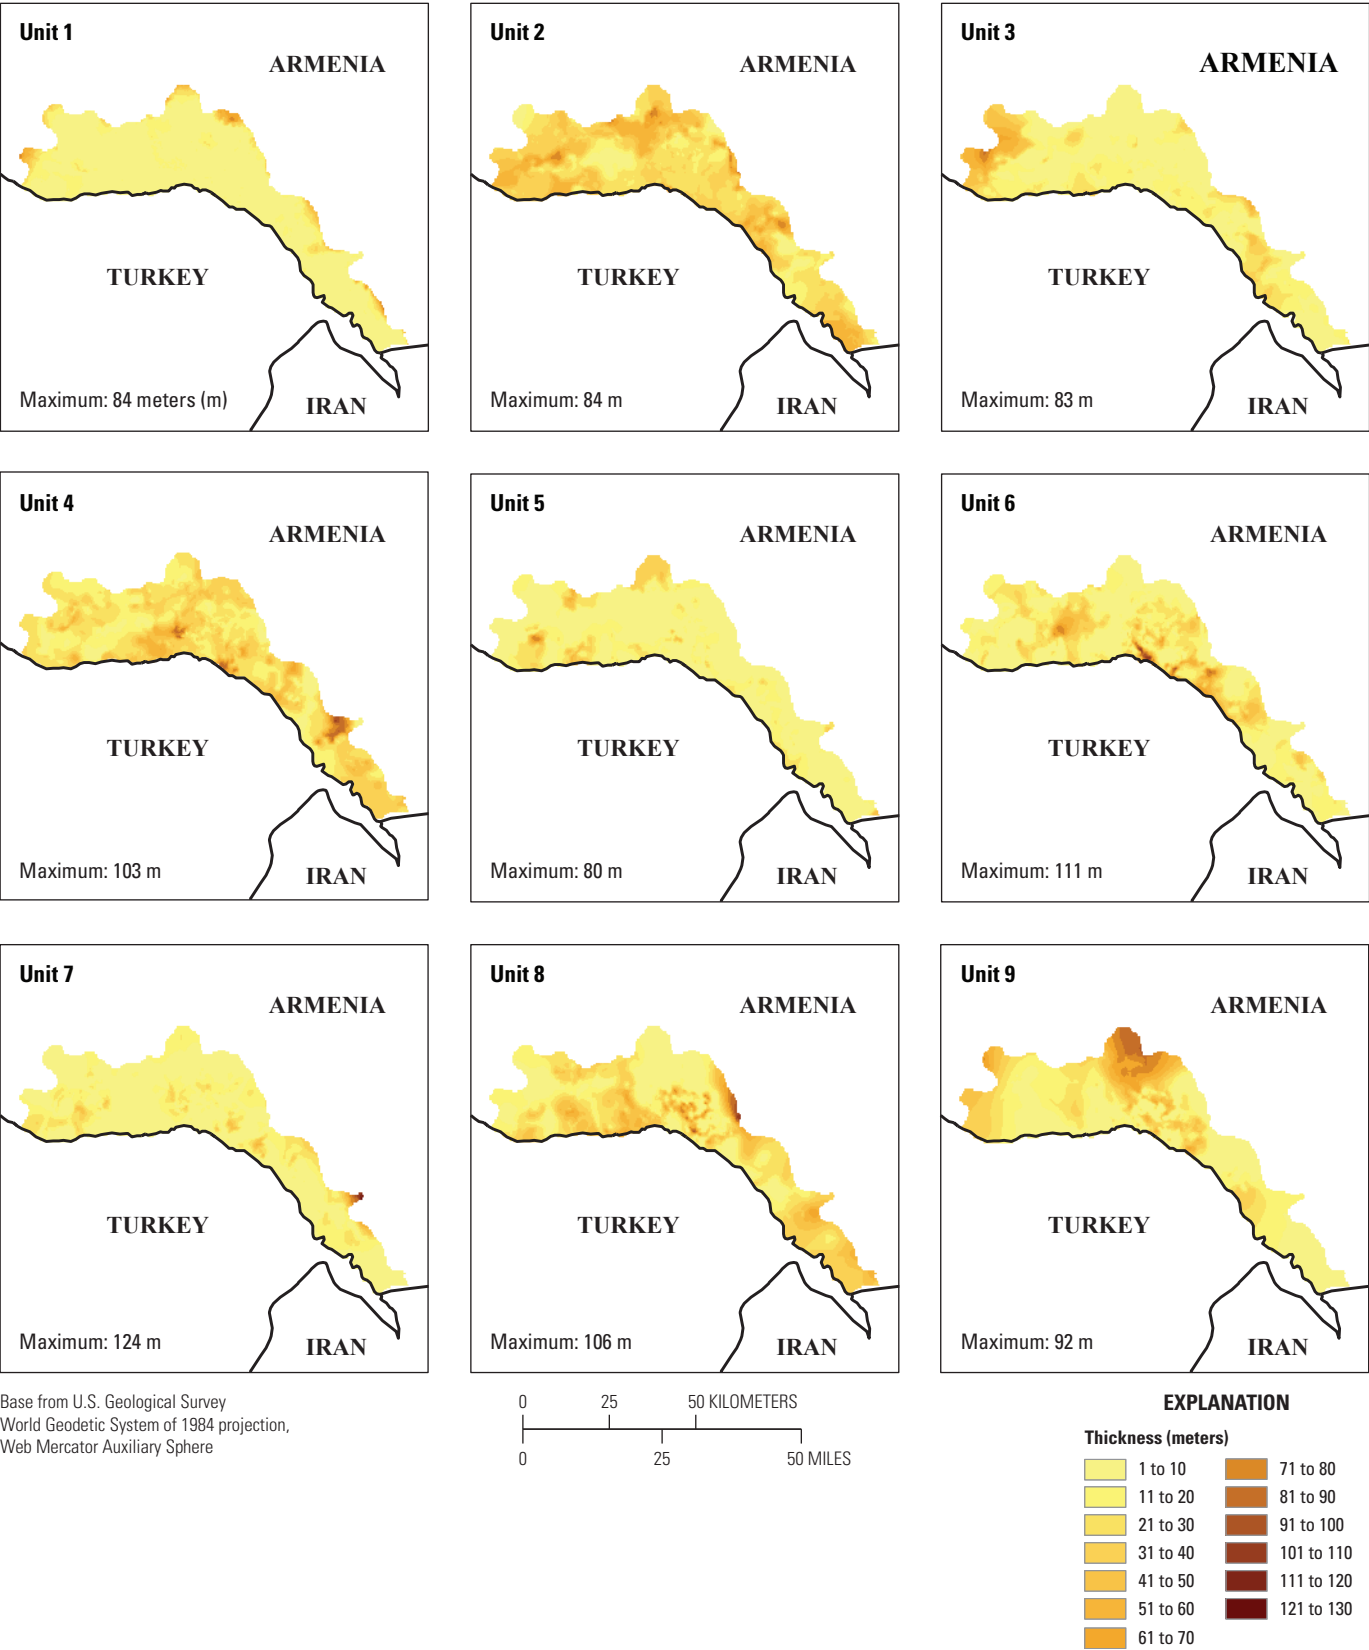 Unit 1
ARMENIA
TURKEY
Maximum: 84 meters (m)
IRAN
Unit 2
ARMENIA
TURKEY
Maximum: 84 m
IRAN
Unit 3
ARMENIA
TURKEY
Maximum: 83 m
IRAN
Unit 4
ARMENIA
TURKEY
Maximum: 103 m
IRAN
Unit 5
ARMENIA
TURKEY
Maximum: 80 m
IRAN
Unit 6
ARMENIA
TURKEY
Maximum: 111 m
IRAN
Unit 7
ARMENIA
TURKEY
Maximum: 124 m
IRAN
Unit 8
ARMENIA
TURKEY
Maximum: 106 m
IRAN
Unit 9
ARMENIA
TURKEY
Maximum: 92 m
IRAN
Base from U.S. Geological Survey
World Geodetic System of 1984 projection,
Web Mercator Auxiliary Sphere
0 25 50 KILOMETERS
0 25 50 MILES
EXPLANATION
Thickness (meters)
1 to 10
11 to 20
21 to 30
31 to 40
41 to 50
51 to 60
61 to 70
71 to 80
81 to 90
91 to 100
101 to 110
111 to 120
121 to 130